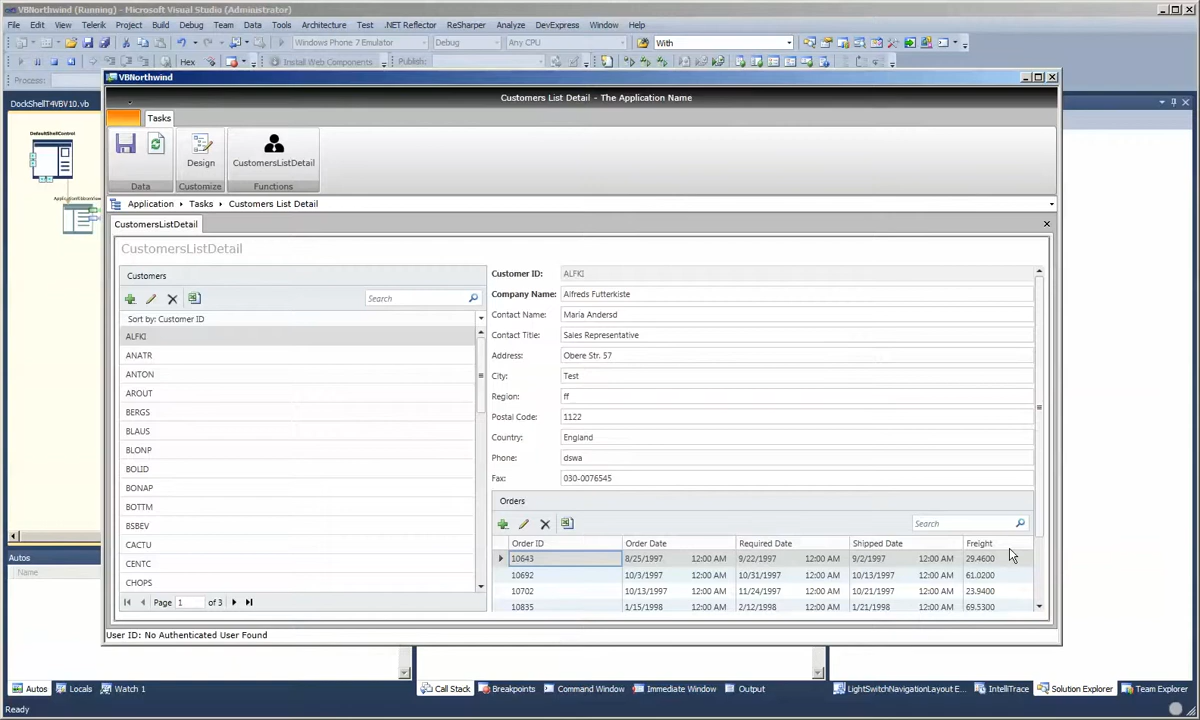 VBNorthwind (Running) - Microsoft Visual Studio (Administrator)
File Edit View Telerik Project Build Debug Team Data Tools Architecture Test .NET Reflector ReSharper Analyze DevExpress Window Help
Windows Phone 7 Emulator Debug Any CPU With
Hex Install Web Components Publish:
Process:
VBNorthwind
DockShellT4VBV10.vb
Customers List Detail - The Application Name
Tasks
DefaultShellControl
Design CustomersListDetail
Data Customize Functions
Application Tasks Customers List Detail
CustomersListDetail
CustomersListDetail
Customers
Search
Sort by: Customer ID
ALFKI
ANATR
ANTON
AROUT
BERGS
BLAUS
BLONP
BOLID
BONAP
BOTTM
BSBEV
CACTU
CENTC
CHOPS
Page 1 of 3
Customer ID: ALFKI
Company Name: Alfreds Futterkiste
Contact Name: Maria Andersd
Contact Title: Sales Representative
Address: Obere Str. 57
City: Test
Region: ff
Postal Code: 1122
Country: England
Phone: dswa
Fax: 030-0076545
Orders
Search
Order ID Order Date Required Date Shipped Date Freight
10643 8/25/1997 12:00 AM 9/22/1997 12:00 AM 9/2/1997 12:00 AM 29.4600
10692 10/3/1997 12:00 AM 10/31/1997 12:00 AM 10/13/1997 12:00 AM 61.0200
10702 10/13/1997 12:00 AM 11/24/1997 12:00 AM 10/21/1997 12:00 AM 23.9400
10835 1/15/1998 12:00 AM 2/12/1998 12:00 AM 1/21/1998 12:00 AM 69.5300
User ID: No Authenticated User Found
Autos
Name
Autos Locals Watch 1 Call Stack Breakpoints Command Window Immediate Window Output LightSwitchNavigationLayout E... IntelliTrace Solution Explorer Team Explorer
Ready